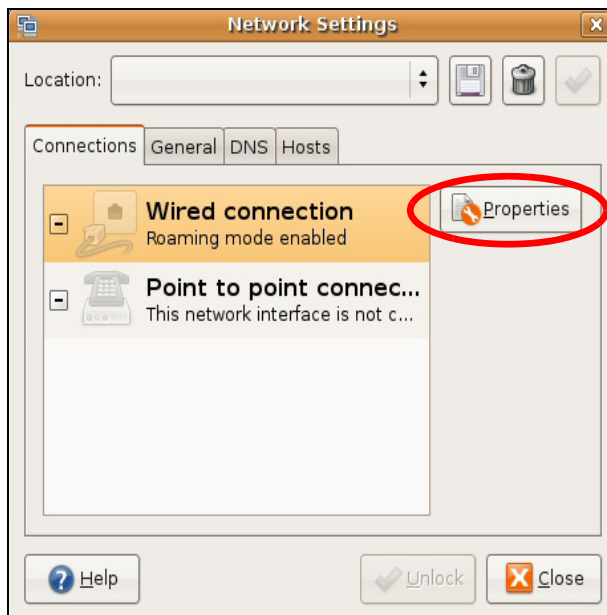 Network Settings
Location:
Connections General DNS Hosts
Wired connection
Roaming mode enabled
Properties
Point to point connec...
This network interface is not c...
Help Unlock Close